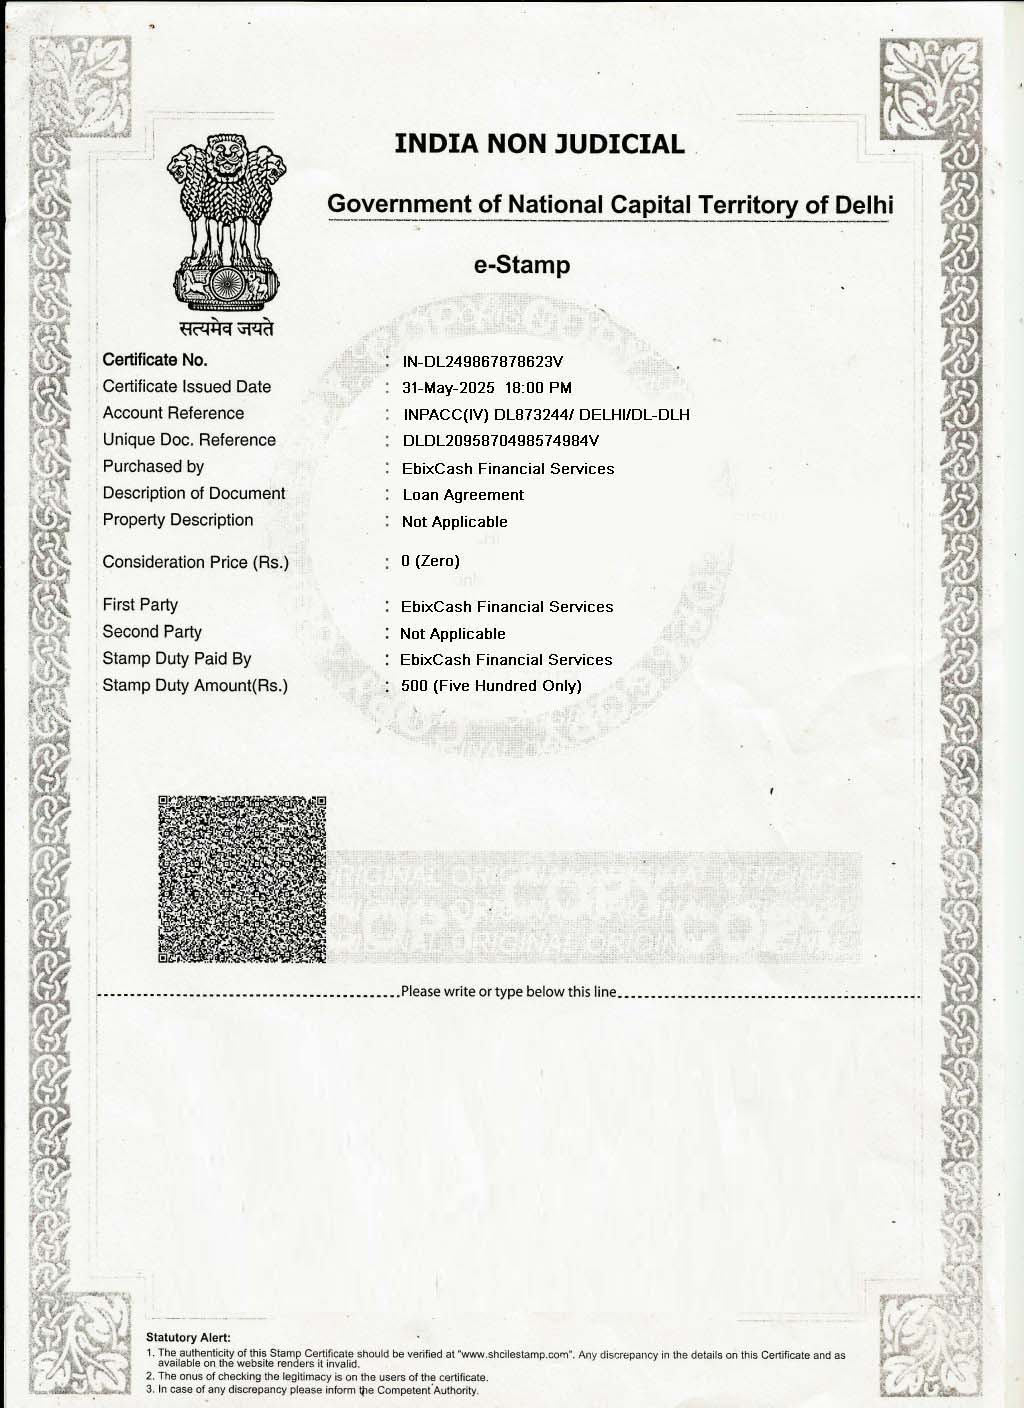 INDIA NON JUDICIAL
Government of National Capital Territory of Delhi
e-Stamp
सत्यमेव जयते
Certificate No. : IN-DL249867878623V
Certificate Issued Date : 31-May-2025 18:00 PM
Account Reference : INPACC(IV) DL873244/ DELHI/DL-DLH
Unique Doc. Reference : DLDL2095870498574984V
Purchased by : EbixCash Financial Services
Description of Document : Loan Agreement
Property Description : Not Applicable
Consideration Price (Rs.) : 0 (Zero)
First Party : EbixCash Financial Services
Second Party : Not Applicable
Stamp Duty Paid By : EbixCash Financial Services
Stamp Duty Amount(Rs.) : 500 (Five Hundred Only)
ORIGINAL
COPY
COPY
COPY
ORIGINAL ORIGINAL
Please write or type below this line
Statutory Alert:
1. The authenticity of this Stamp Certificate should be verified at "www.shcilestamp.com". Any discrepancy in the details on this Certificate and as
available on the website renders it invalid.
2. The onus of checking the legitimacy is on the users of the certificate.
3. In case of any discrepancy please inform the Competent Authority.